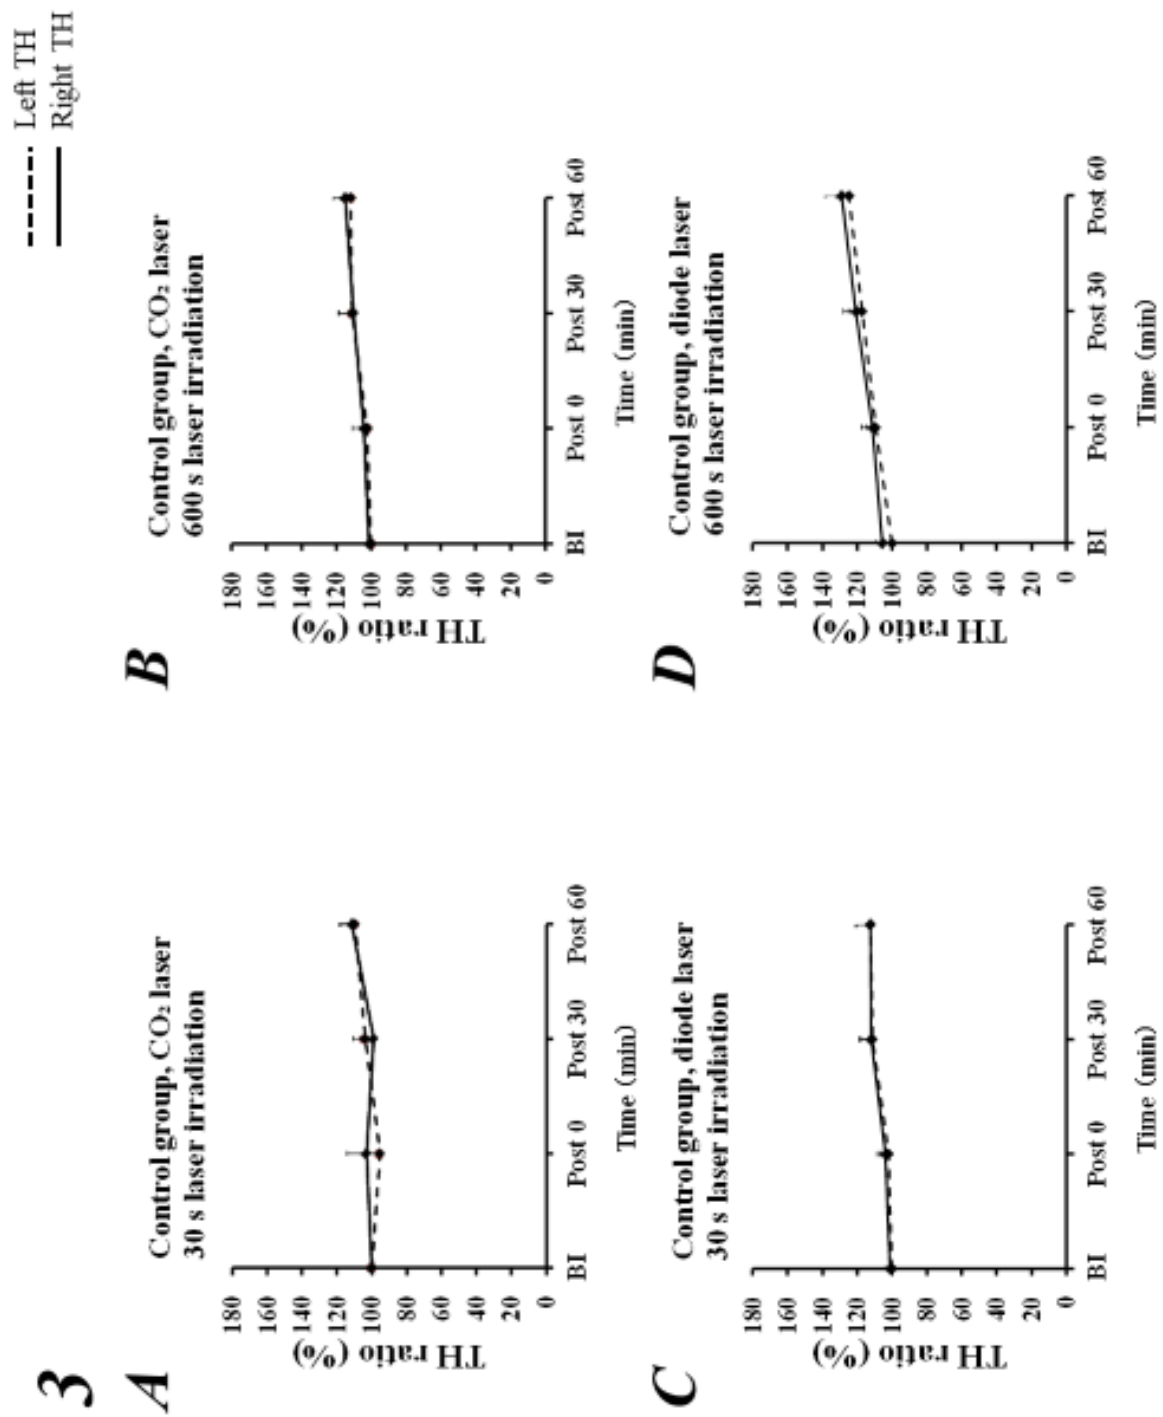 3
Left TH
Right TH
A
Control group, CO₂ laser
30 s laser irradiation
TH ratio (%)
180
160
140
120
100
80
60
40
20
0
BI
Post 0
Post 30
Post 60
Time (min)
B
Control group, CO₂ laser
600 s laser irradiation
TH ratio (%)
180
160
140
120
100
80
60
40
20
0
BI
Post 0
Post 30
Post 60
Time (min)
C
Control group, diode laser
30 s laser irradiation
TH ratio (%)
180
160
140
120
100
80
60
40
20
0
BI
Post 0
Post 30
Post 60
Time (min)
D
Control group, diode laser
600 s laser irradiation
TH ratio (%)
180
160
140
120
100
80
60
40
20
0
BI
Post 0
Post 30
Post 60
Time (min)